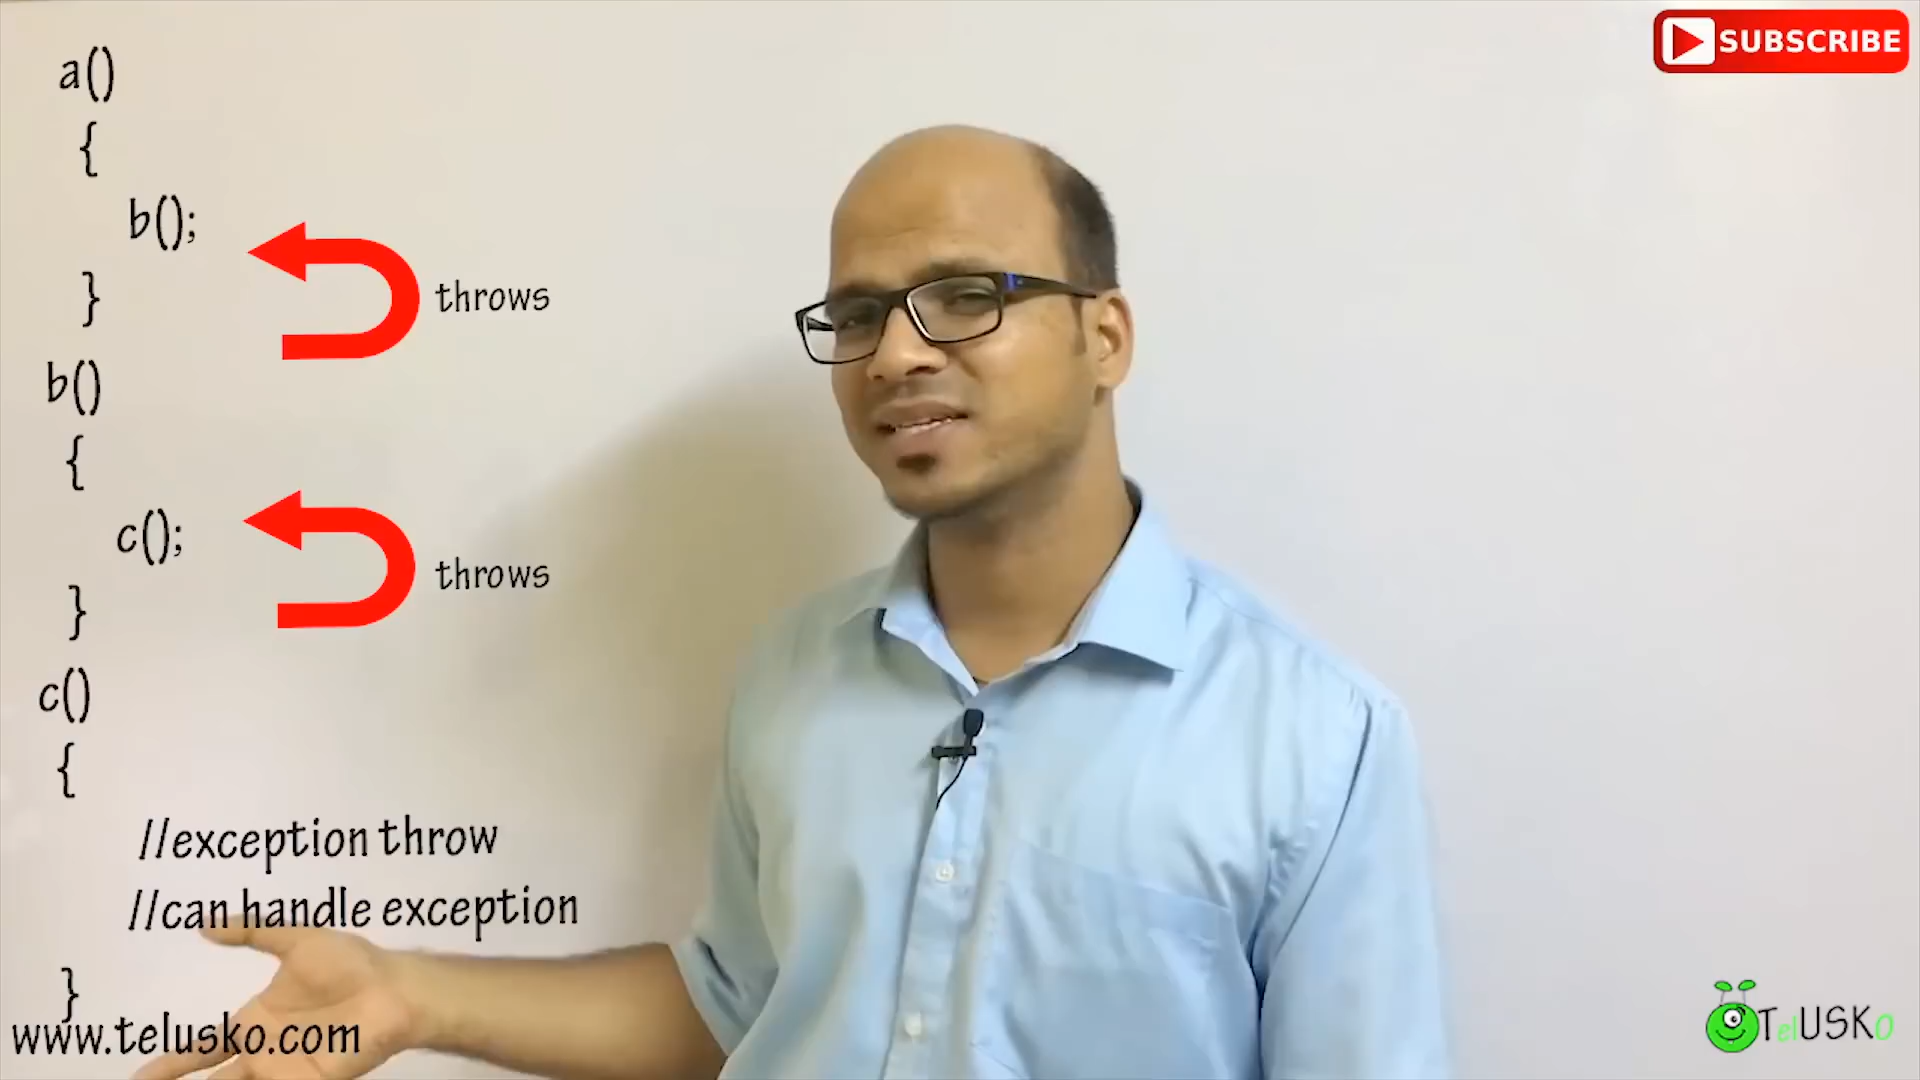 a()
{
b();
}
throws
b()
{
c();
}
throws
c()
{
//exception throw
//can handle exception
}
www.telusko.com
SUBSCRIBE
TelUSKO